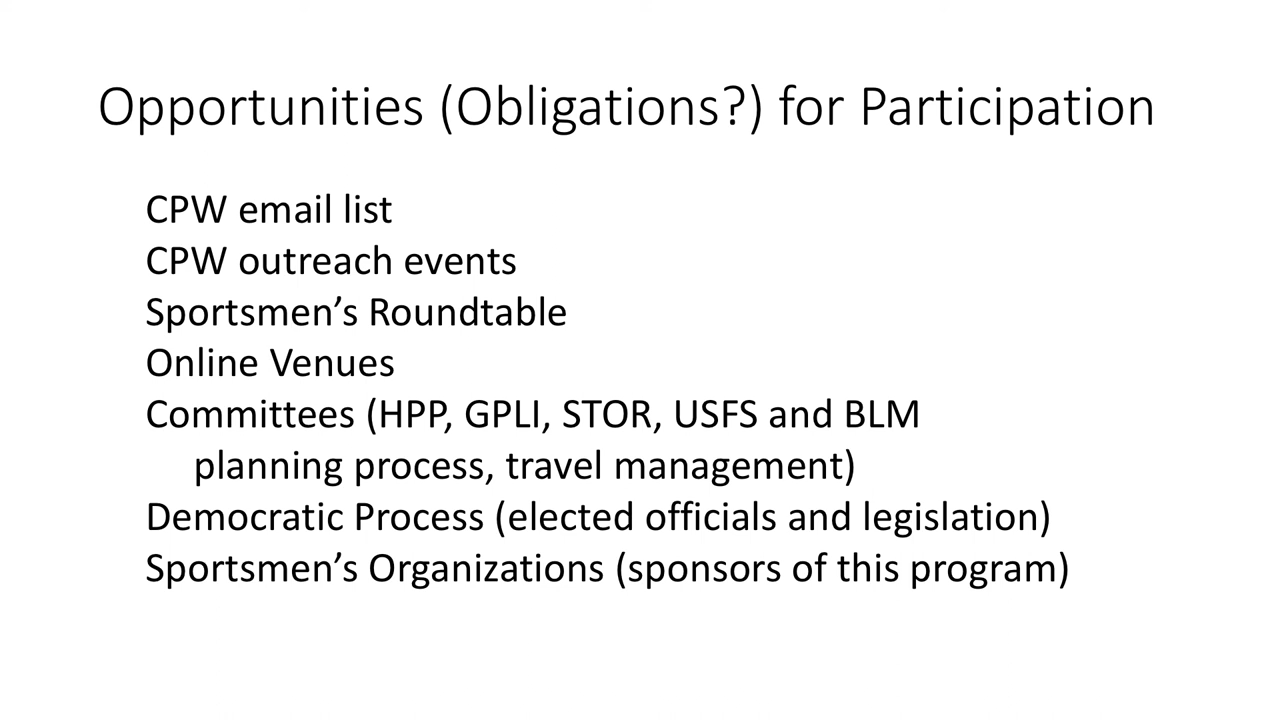 Opportunities (Obligations?) for Participation
CPW email list
CPW outreach events
Sportsmen’s Roundtable
Online Venues
Committees (HPP, GPLI, STOR, USFS and BLM
planning process, travel management)
Democratic Process (elected officials and legislation)
Sportsmen’s Organizations (sponsors of this program)